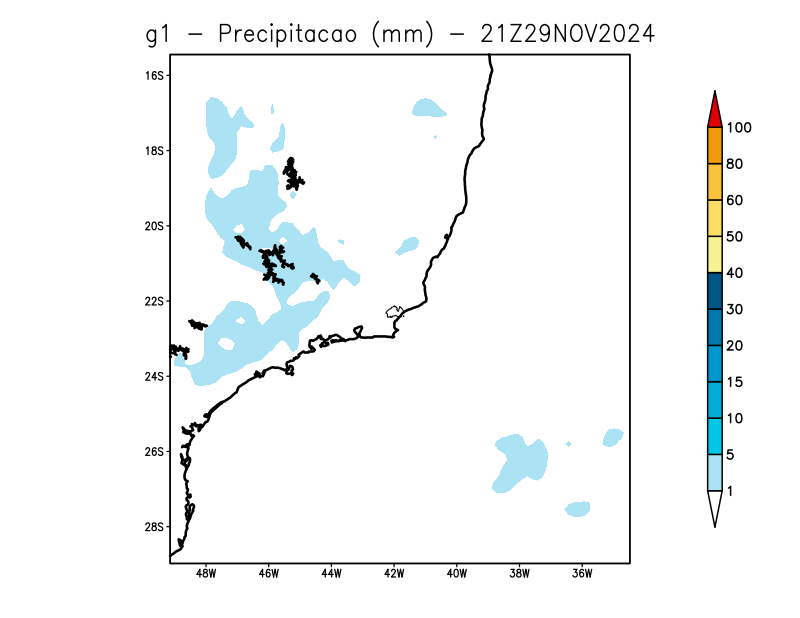 g1 – Precipitacao (mm) – 21Z29NOV2024
16S
18S
20S
22S
24S
26S
28S
48W 46W 44W 42W 40W 38W 36W
100
80
60
50
40
30
20
15
10
5
1